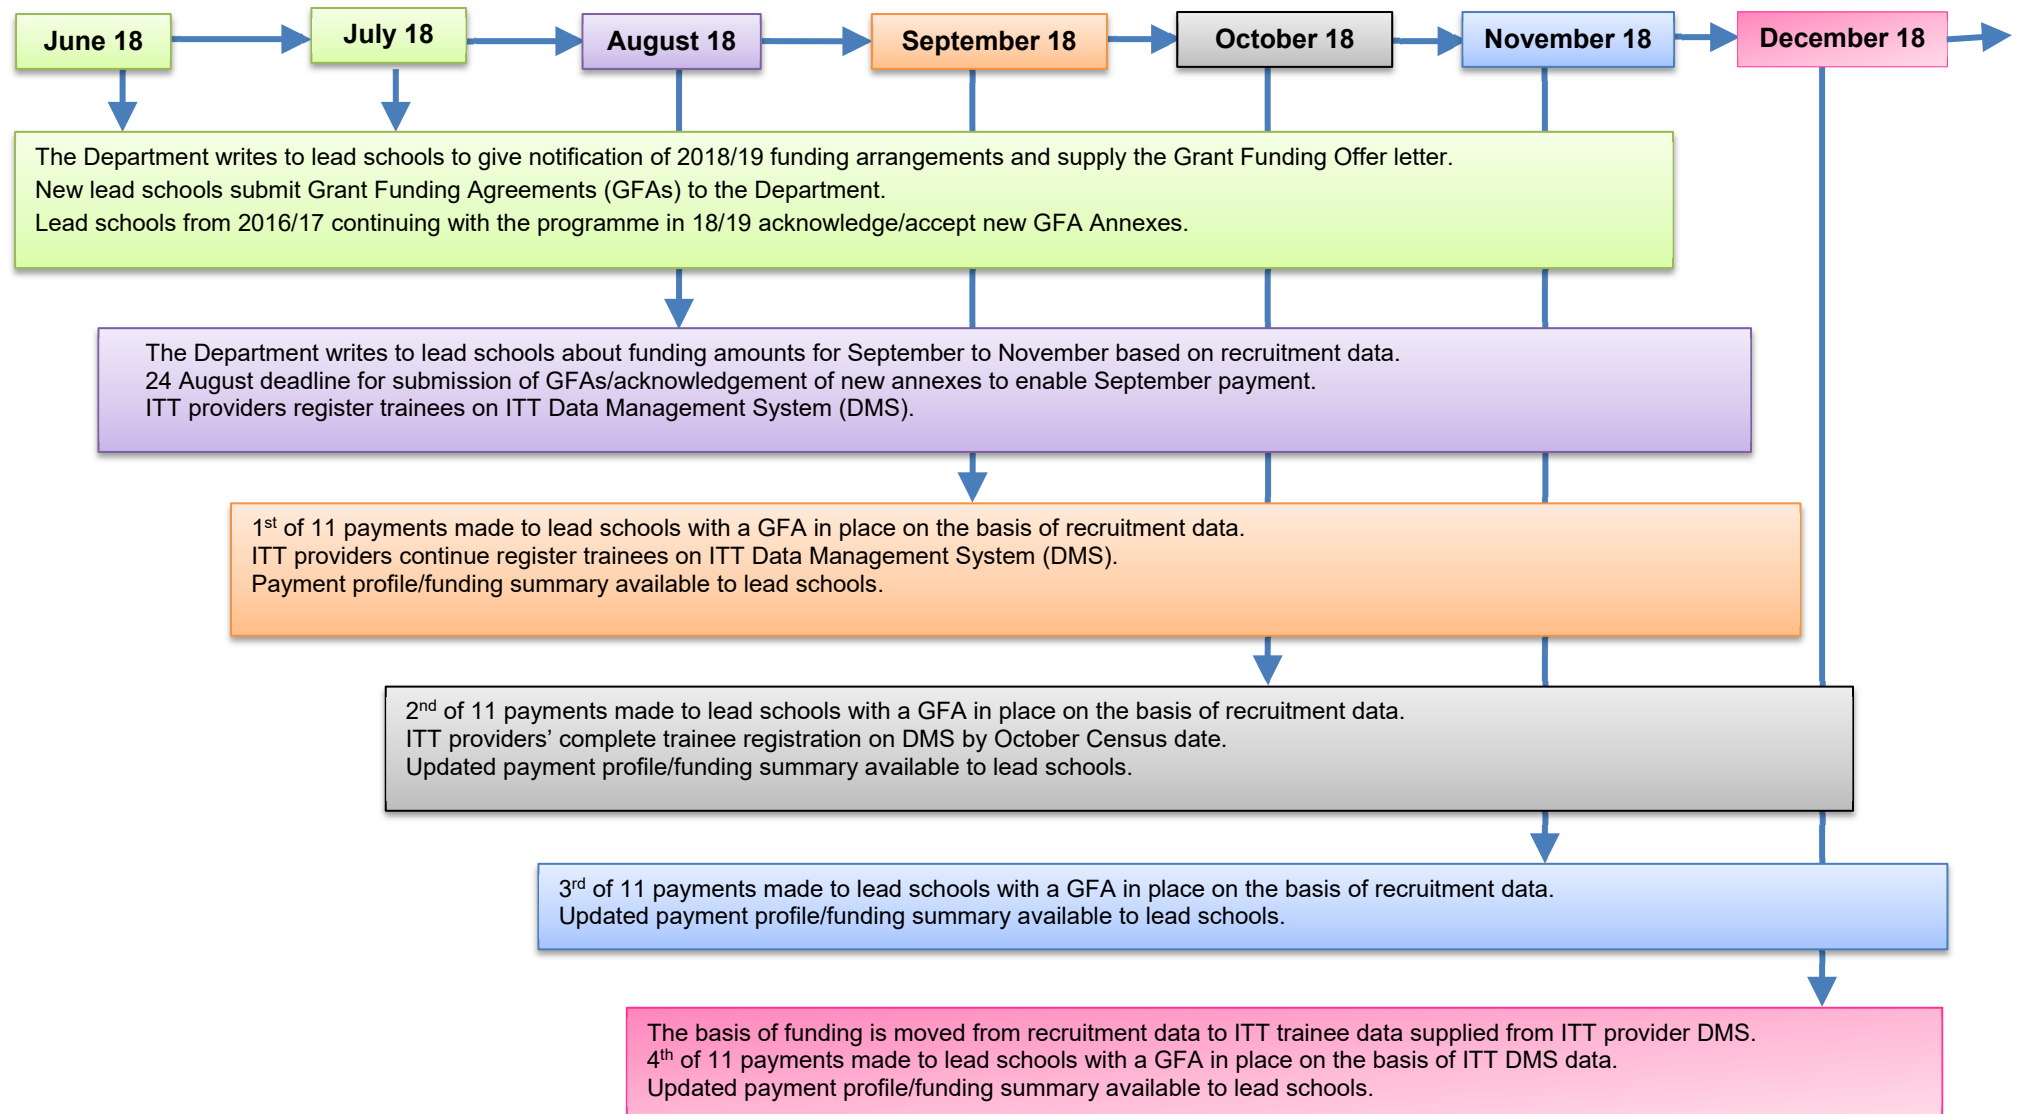 June 18
July 18
August 18
September 18
October 18
November 18
December 18
The Department writes to lead schools to give notification of 2018/19 funding arrangements and supply the Grant Funding Offer letter.
New lead schools submit Grant Funding Agreements (GFAs) to the Department.
Lead schools from 2016/17 continuing with the programme in 18/19 acknowledge/accept new GFA Annexes.
The Department writes to lead schools about funding amounts for September to November based on recruitment data.
24 August deadline for submission of GFAs/acknowledgement of new annexes to enable September payment.
ITT providers register trainees on ITT Data Management System (DMS).
1st of 11 payments made to lead schools with a GFA in place on the basis of recruitment data.
ITT providers continue register trainees on ITT Data Management System (DMS).
Payment profile/funding summary available to lead schools.
2nd of 11 payments made to lead schools with a GFA in place on the basis of recruitment data.
ITT providers’ complete trainee registration on DMS by October Census date.
Updated payment profile/funding summary available to lead schools.
3rd of 11 payments made to lead schools with a GFA in place on the basis of recruitment data.
Updated payment profile/funding summary available to lead schools.
The basis of funding is moved from recruitment data to ITT trainee data supplied from ITT provider DMS.
4th of 11 payments made to lead schools with a GFA in place on the basis of ITT DMS data.
Updated payment profile/funding summary available to lead schools.